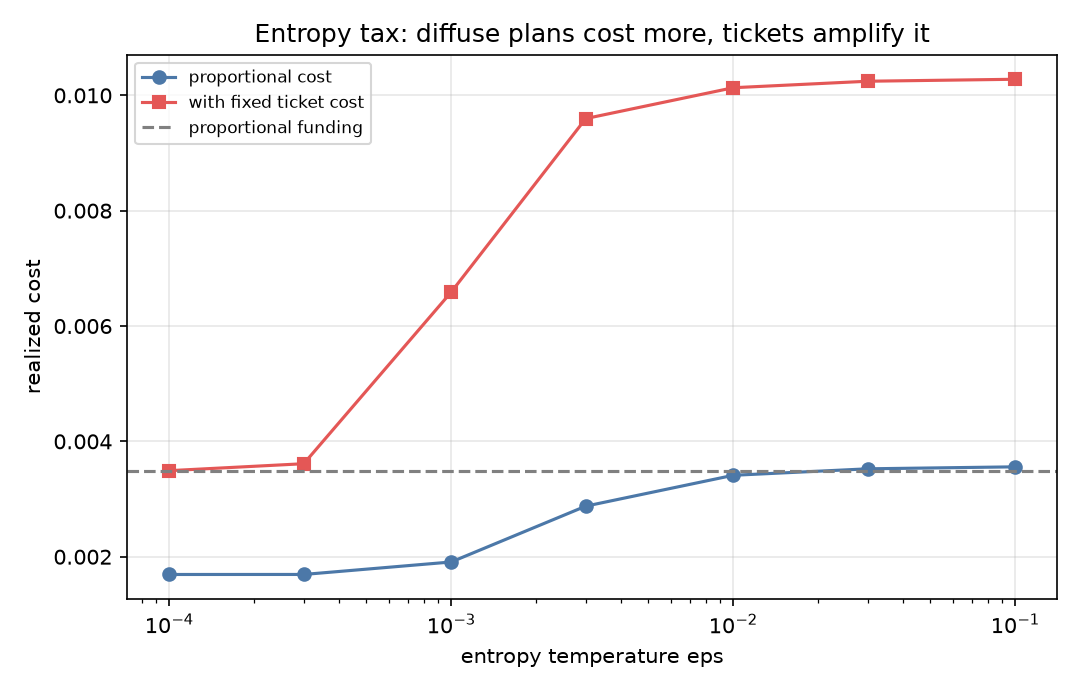 Entropy tax: diffuse plans cost more, tickets amplify it
proportional cost
with fixed ticket cost
proportional funding
realized cost
0.010
0.008
0.006
0.004
0.002
10⁻⁴
10⁻³
10⁻²
10⁻¹
entropy temperature eps